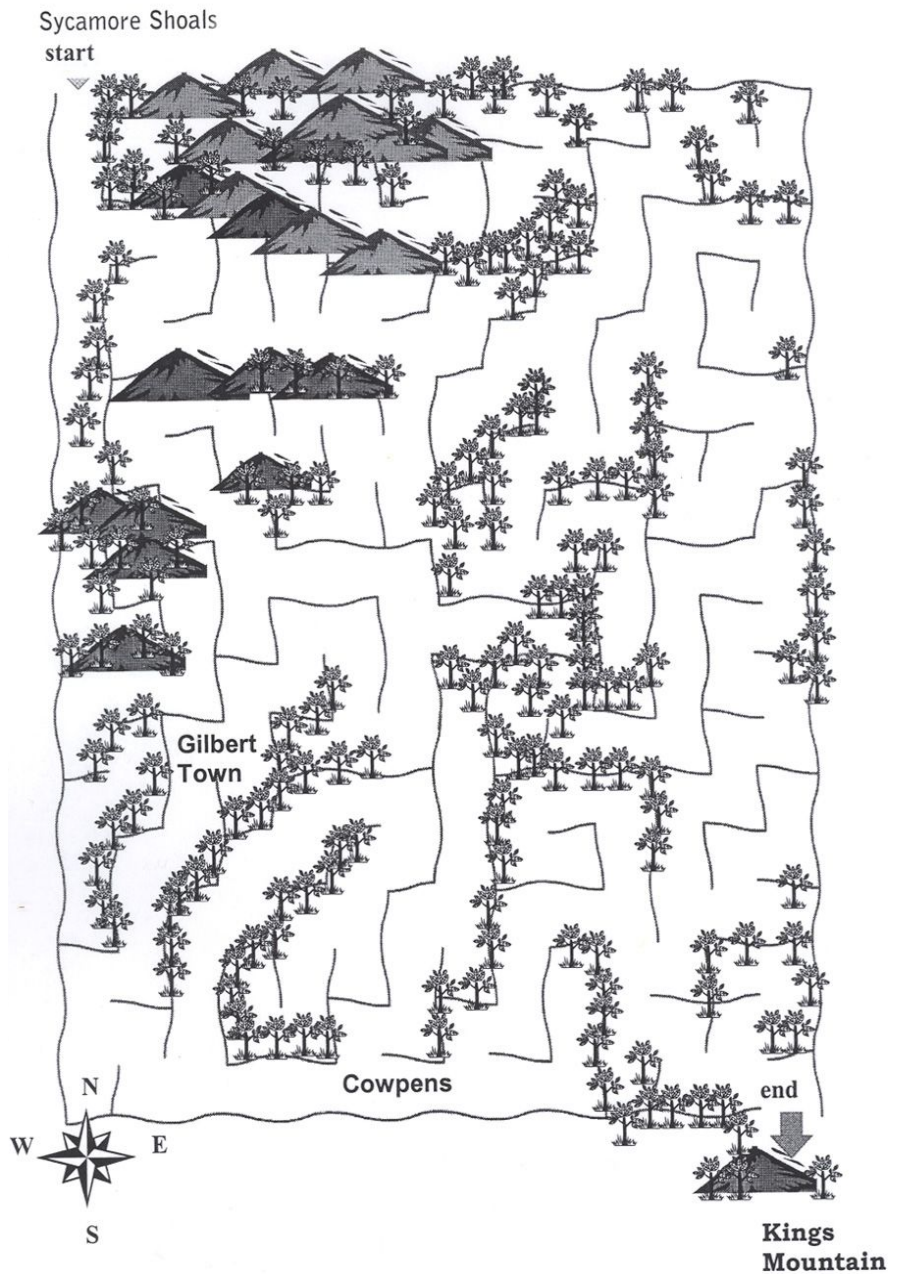 Sycamore Shoals
start
Gilbert
Town
Cowpens
N
W
E
S
end
Kings
Mountain